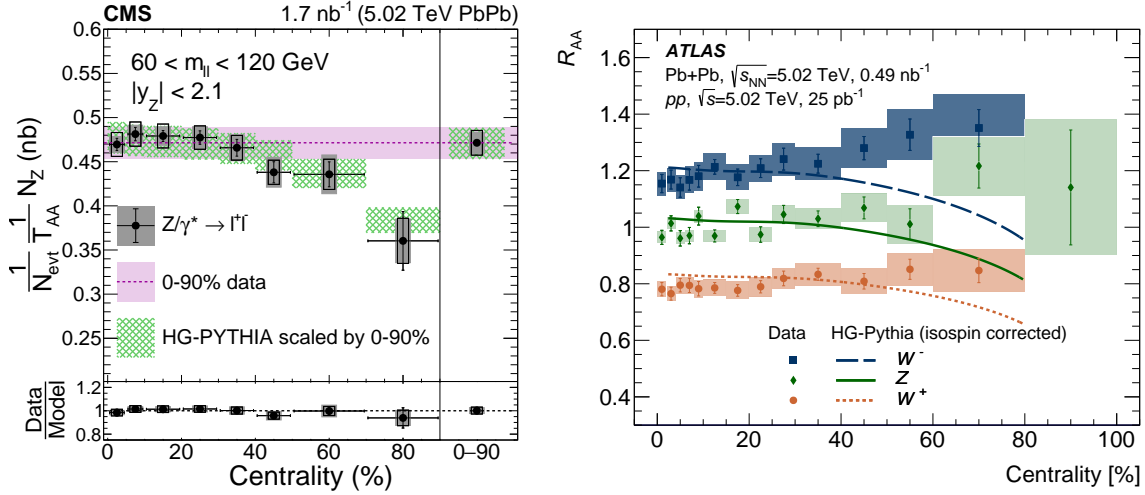 CMS 1.7 nb⁻¹ (5.02 TeV PbPb)
60 < m_ll < 120 GeV
|y_Z| < 2.1
Z/γ* → l⁺l⁻
0-90% data
HG-PYTHIA scaled by 0-90%
1/N_evt 1/T_AA N_Z (nb)
0.6
0.55
0.5
0.45
0.4
0.35
0.3
0.25
Data/Model
1.2
1
0.8
0 20 40 60 80 0–90
Centrality (%)
R_AA
ATLAS
Pb+Pb, √s_NN=5.02 TeV, 0.49 nb⁻¹
pp, √s=5.02 TeV, 25 pb⁻¹
1.6
1.4
1.2
1
0.8
0.6
0.4
Data HG-Pythia (isospin corrected)
W⁻
Z
W⁺
0 20 40 60 80 100
Centrality [%]